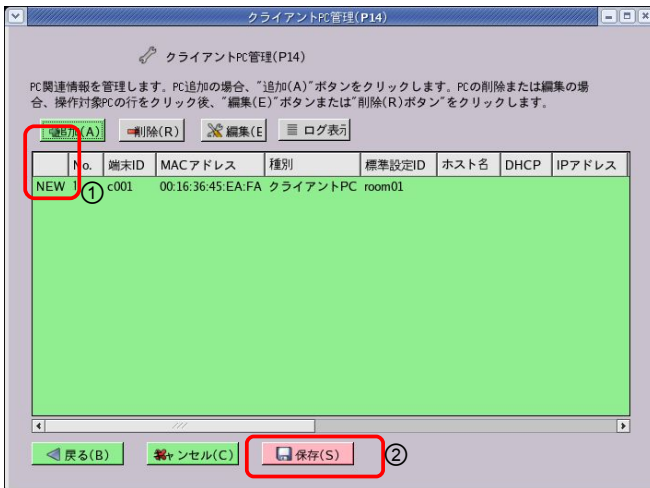 クライアントPC管理(P14)
クライアントPC管理(P14)
PC関連情報を管理します。PC追加の場合、"追加(A)"ボタンをクリックします。PCの削除または編集の場
合、操作対象PCの行をクリック後、"編集(E)"ボタンまたは"削除(R)ボタン"をクリックします。
追加(A) 削除(R) 編集(E ログ表示
No. 端末ID MACアドレス 種別 標準設定ID ホスト名 DHCP IPアドレス
NEW 1 c001 00:16:36:45:EA:FA クライアントPC room01
①
戻る(B) キャンセル(C) 保存(S) ②